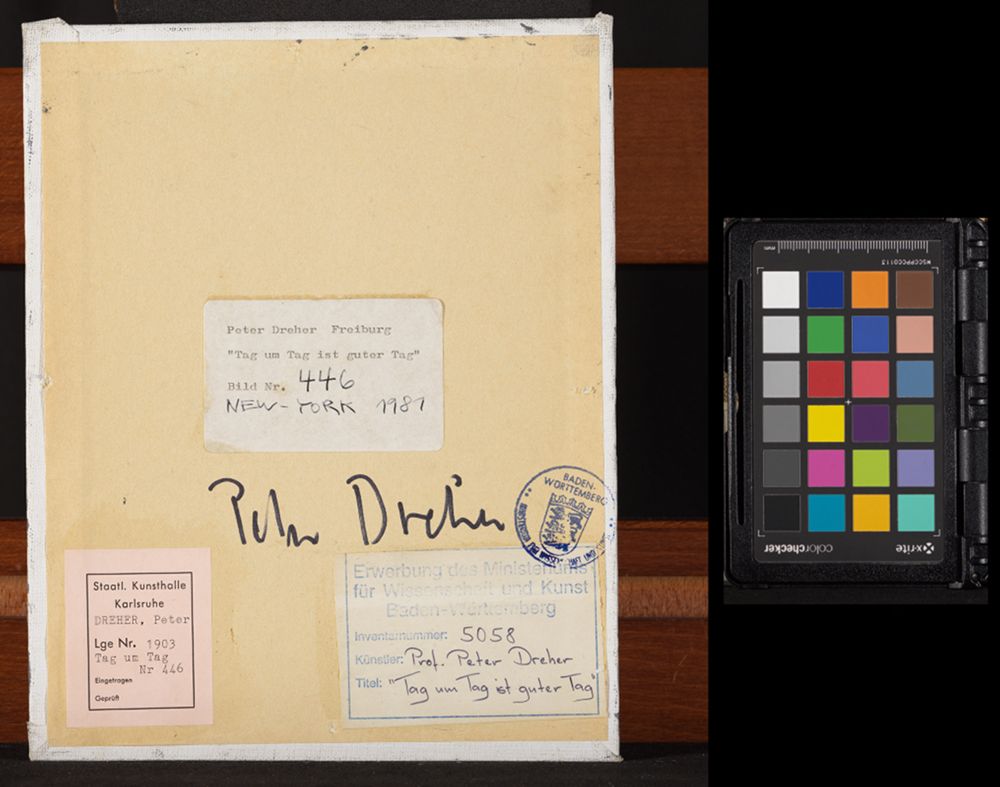 Peter Dreher Freiburg
"Tag um Tag ist guter Tag"
Bild Nr. 446
NEW-YORK 1981
Peter Dreher
BADEN-
WÜRTTEMBERG
Staatl. Kunsthalle
Karlsruhe
DREHER, Peter
Lge Nr. 1903
Tag um Tag
Nr 446
Eingetragen
Geprüft
Erwerbung des Ministeriums
für Wissenschaft und Kunst
Baden-Württemberg
Inventarnummer: 5058
Künstler: Prof. Peter Dreher
Titel: "Tag um Tag ist guter Tag"
mm
MSCCPPCC0113
x-rite
colorchecker